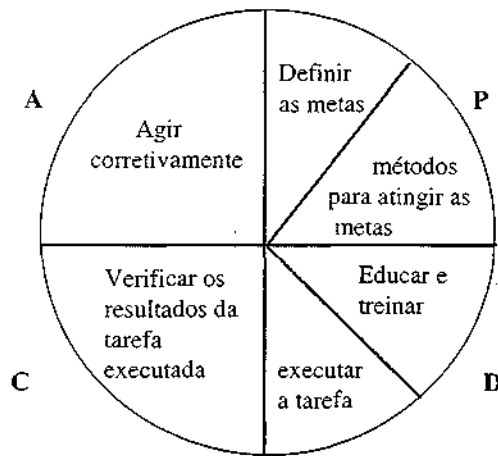 A
Agir
corretivamente
Definir
as metas
P
métodos
para atingir as
metas
Educar e
treinar
D
executar
a tarefa
Verificar os
resultados da
tarefa
executada
C